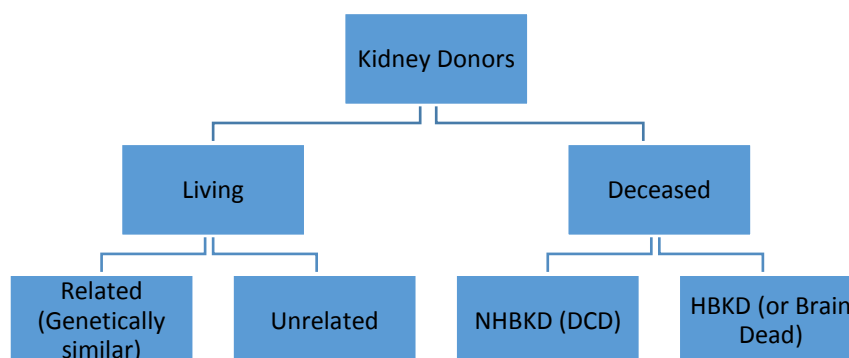 Kidney Donors
Living
Deceased
Related
(Genetically
similar)
Unrelated
NHBKD (DCD)
HBKD (or Brain
Dead)